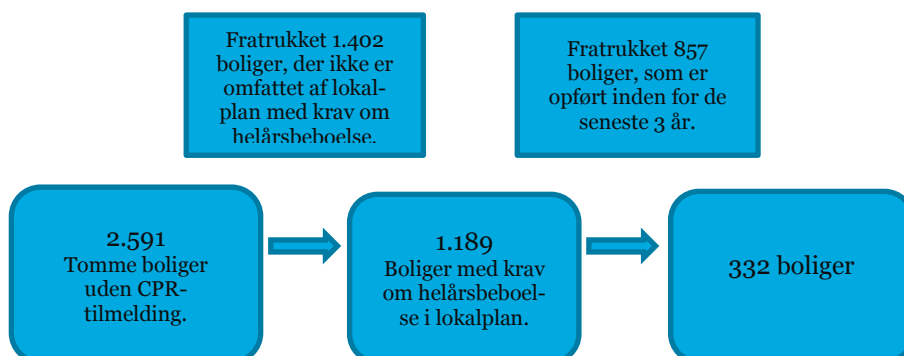 Fratrukket 1.402
boliger, der ikke er
omfattet af lokal-
plan med krav om
helårsbeboelse.
Fratrukket 857
boliger, som er
opført inden for de
seneste 3 år.
2.591
Tomme boliger
uden CPR-
tilmelding.
1.189
Boliger med krav
om helårsbeboel-
se i lokalplan.
332 boliger